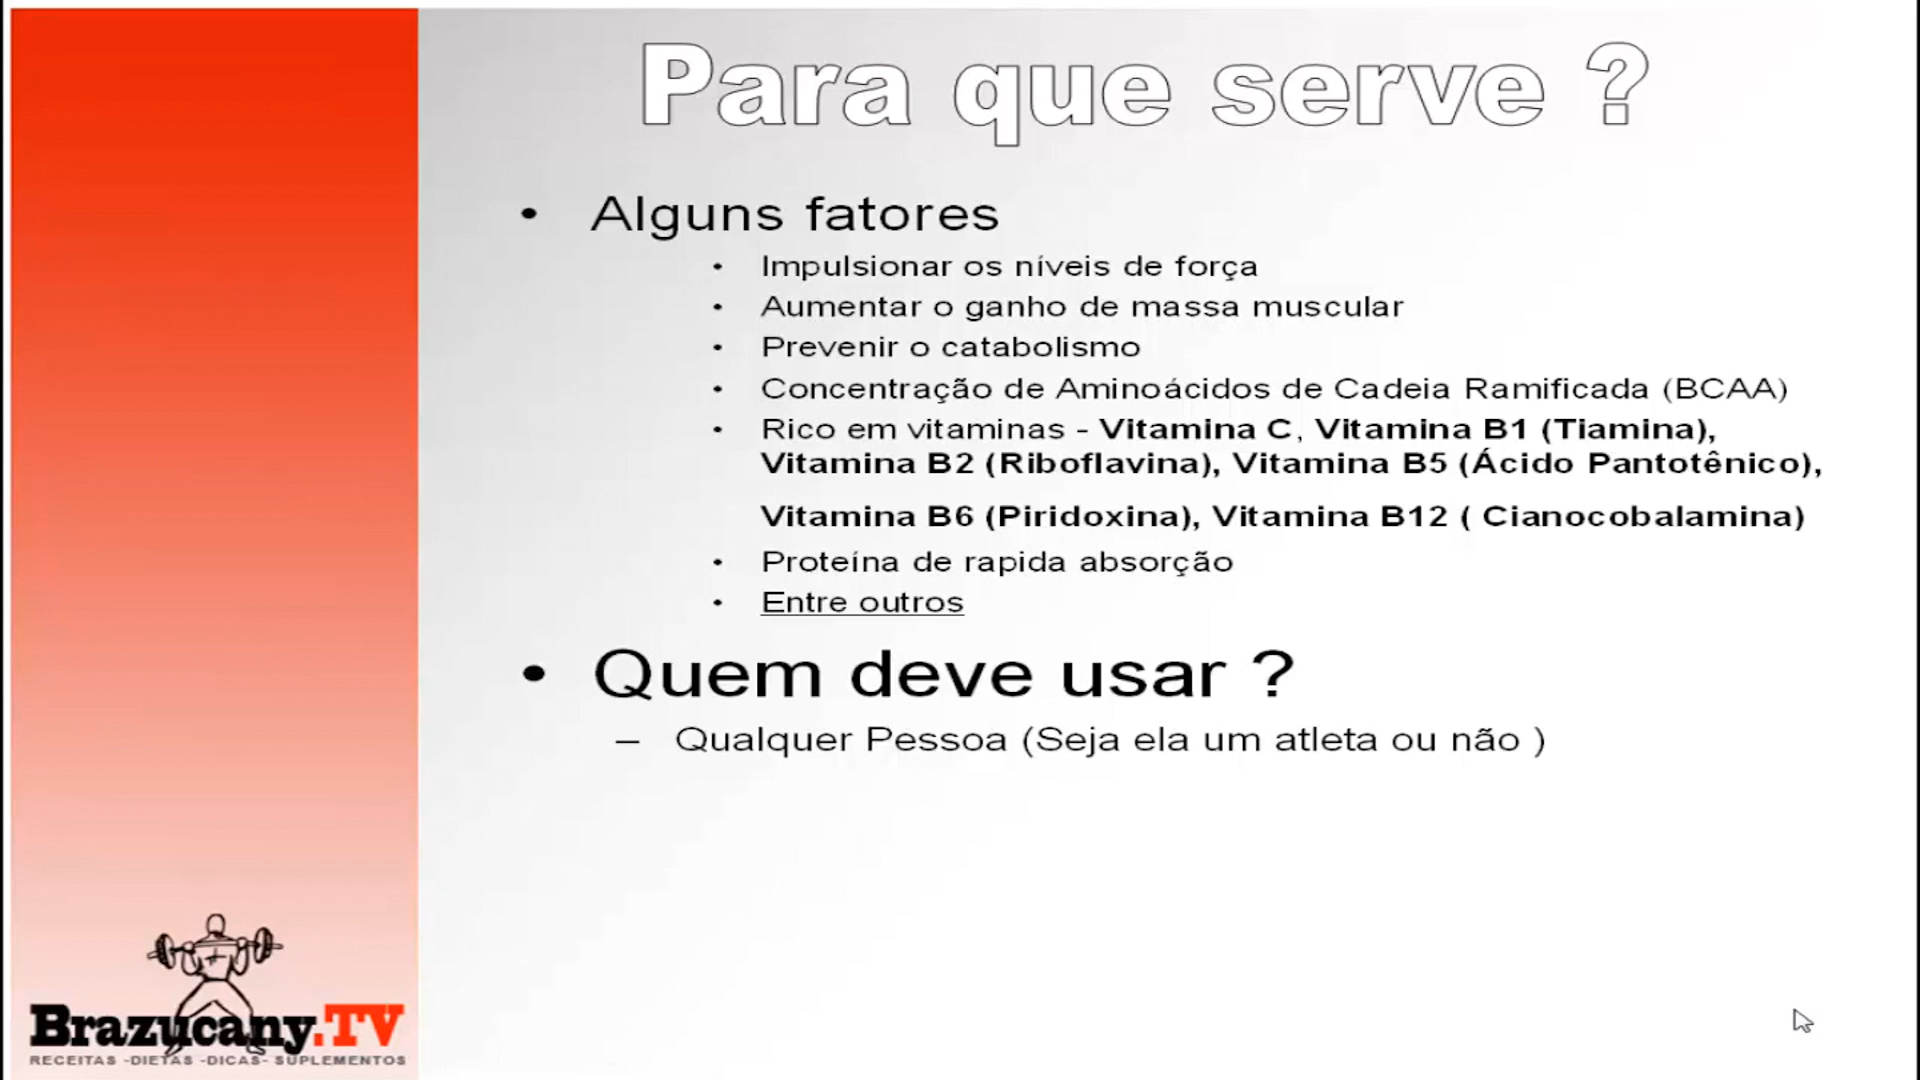 Para que serve ?
• Alguns fatores
• Impulsionar os níveis de força
• Aumentar o ganho de massa muscular
• Prevenir o catabolismo
• Concentração de Aminoácidos de Cadeia Ramificada (BCAA)
• Rico em vitaminas - Vitamina C, Vitamina B1 (Tiamina),
Vitamina B2 (Riboflavina), Vitamina B5 (Ácido Pantotênico),
Vitamina B6 (Piridoxina), Vitamina B12 ( Cianocobalamina)
• Proteína de rapida absorção
• Entre outros
• Quem deve usar ?
– Qualquer Pessoa (Seja ela um atleta ou não )
Brazucany.TV
RECEITAS -DIETAS -DICAS- SUPLEMENTOS